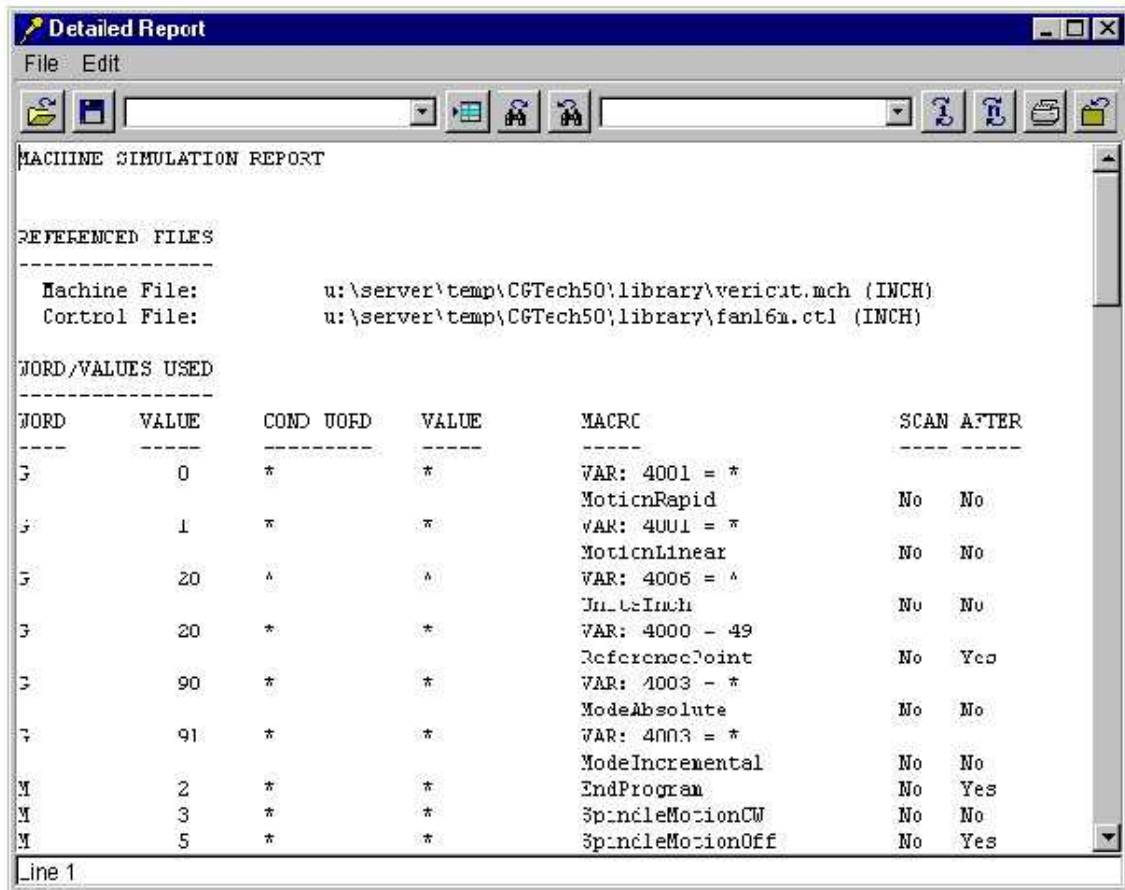 Detailed Report
File Edit
MACHINE SIMULATION REPORT
REFERENCED FILES
----------------
Machine File: u:\server\temp\CGTech50\library\vericut.mch (INCH)
Control File: u:\server\temp\CGTech50\library\fan16m.ctl (INCH)
WORD/VALUES USED
-----------------
WORD VALUE COND WORD VALUE MACRO SCAN AFTER
---- ----- --------- ----- ----- ---- -----
G 0 * * VAR: 4001 = *
MotionRapid No No
G 1 * * VAR: 4001 = *
MotionLinear No No
G 20 * * VAR: 4006 = *
UnitsInch No No
G 20 * * VAR: 4000 = 49
ReferencePoint No Yes
G 90 * * VAR: 4003 = *
ModeAbsolute No No
G 91 * * VAR: 4003 = *
ModeIncremental No No
M 2 * * EndProgram No Yes
M 3 * * SpindleMotionCW No No
M 5 * * SpindleMotionOff No Yes
Line 1